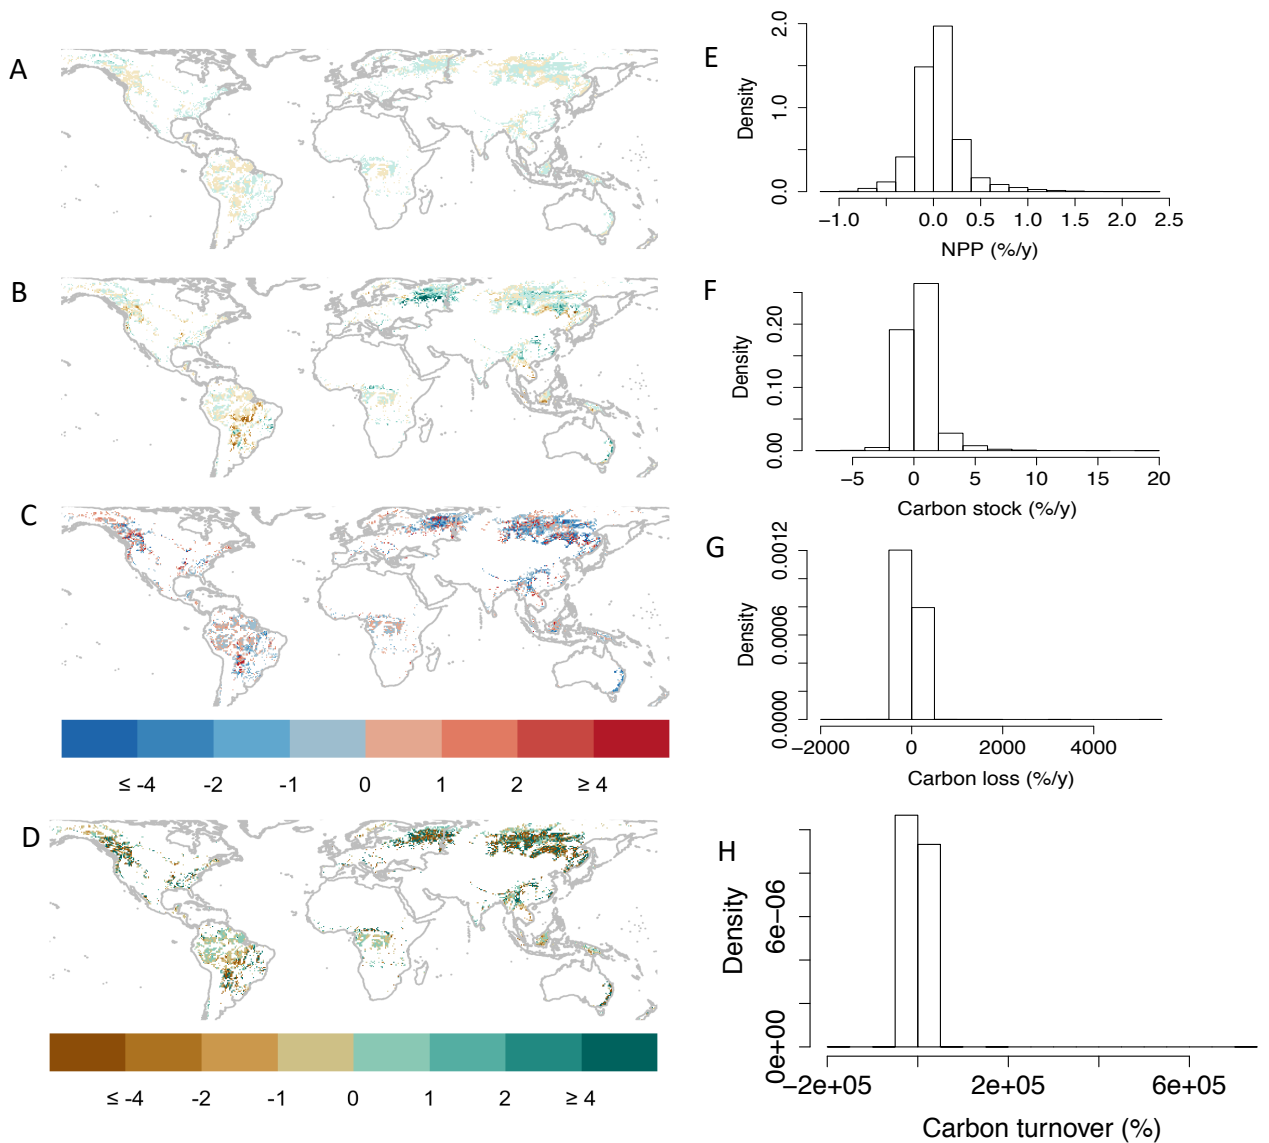 A
B
C
≤ -4 -2 -1 0 1 2 ≥ 4
D
≤ -4 -2 -1 0 1 2 ≥ 4
E
Density
0.0 1.0 2.0
−1.0 0.0 0.5 1.0 1.5 2.0 2.5
NPP (%/y)
F
Density
0.00 0.10 0.20
−5 0 5 10 15 20
Carbon stock (%/y)
G
Density
0.0000 0.0006 0.0012
−2000 0 2000 4000
Carbon loss (%/y)
H
Density
0e+00 6e−06
−2e+05 2e+05 6e+05
Carbon turnover (%)